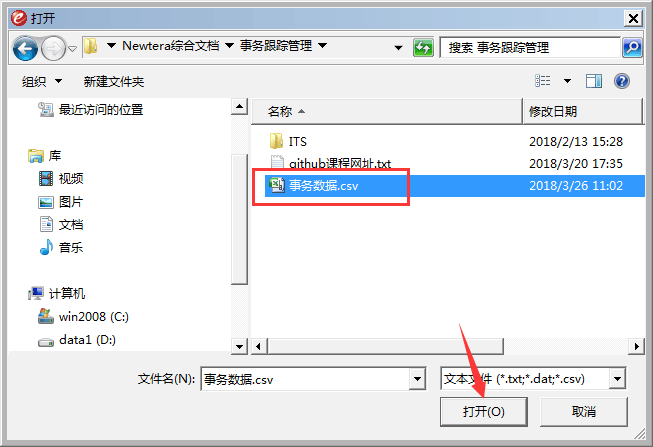 打开
Newtera综合文档 事务跟踪管理
搜索 事务跟踪管理
组织 新建文件夹
最近访问的位置
库
视频
图片
文档
音乐
计算机
win2008 (C:)
data1 (D:)
名称 修改日期
ITS 2018/2/13 15:28
github课程网址.txt 2018/3/20 17:35
事务数据.csv 2018/3/26 11:02
文件名(N): 事务数据.csv 文本文件 (*.txt;*.dat;*.csv)
打开(O) 取消